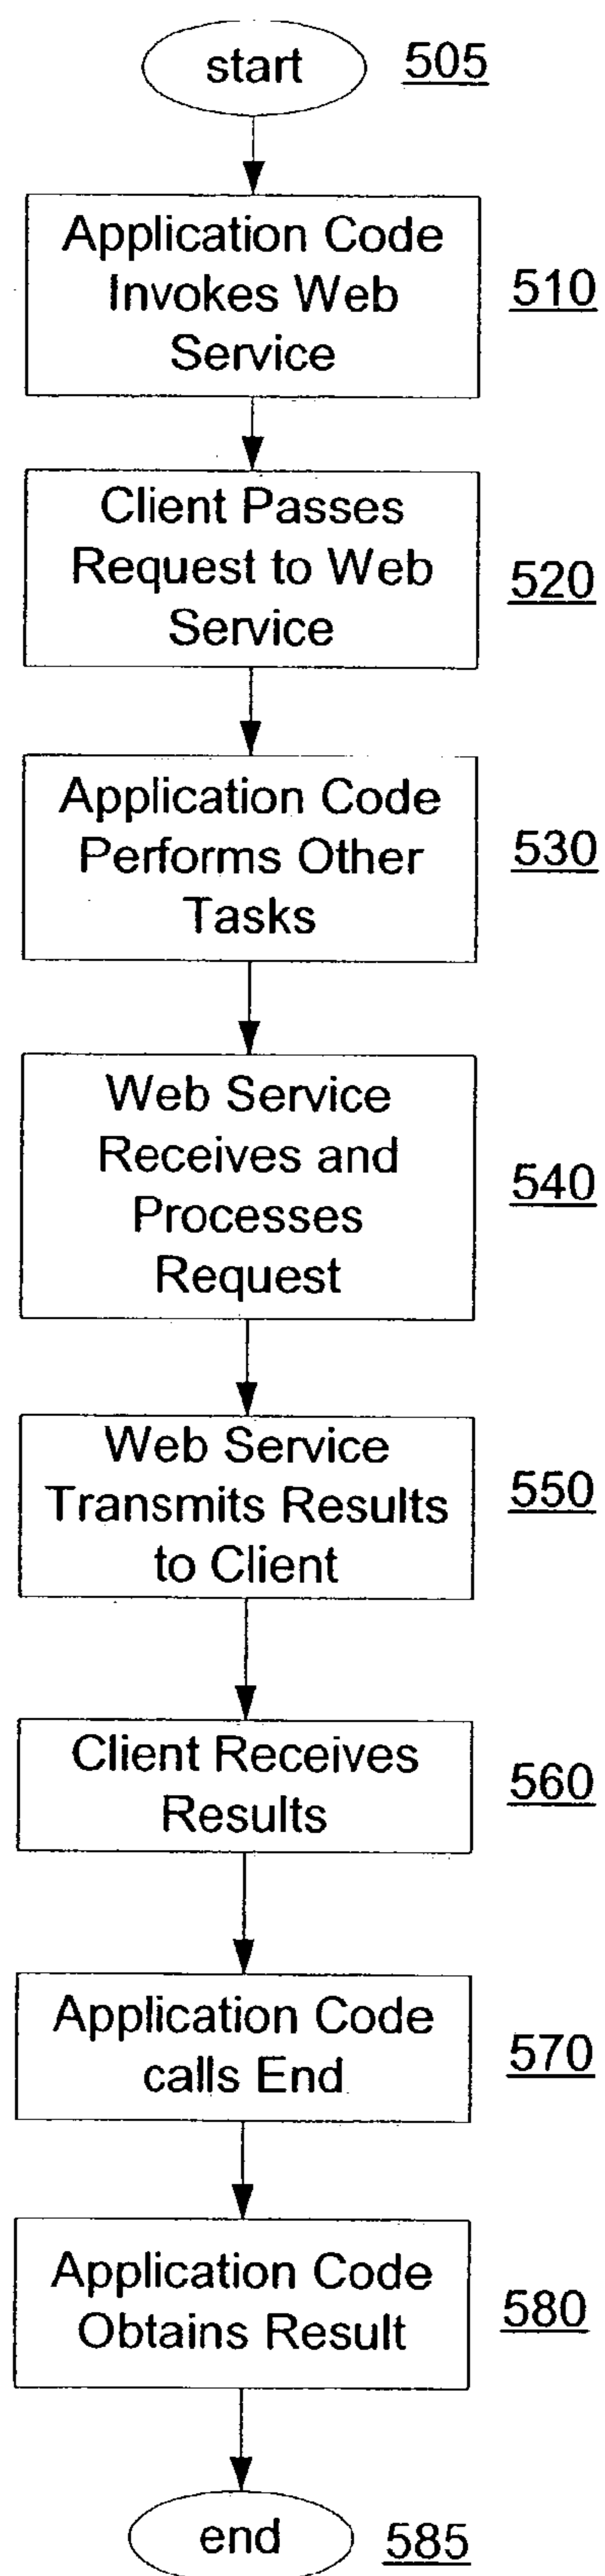 start 505
Application Code
Invokes Web
Service
510
Client Passes
Request to Web
Service
520
Application Code
Performs Other
Tasks
530
Web Service
Receives and
Processes
Request
540
Web Service
Transmits Results
to Client
550
Client Receives
Results
560
Application Code
calls End
570
Application Code
Obtains Result
580
end 585